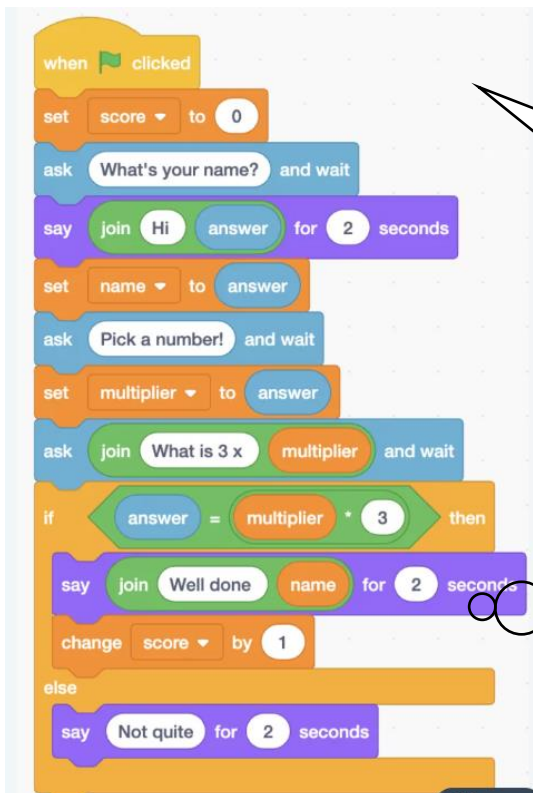 when clicked
set score to 0
ask What's your name? and wait
say join Hi answer for 2 seconds
set name to answer
ask Pick a number! and wait
set multiplier to answer
ask join What is 3 x multiplier and wait
if answer = multiplier * 3 then
say join Well done name for 2 seconds
change score by 1
else
say Not quite for 2 seconds